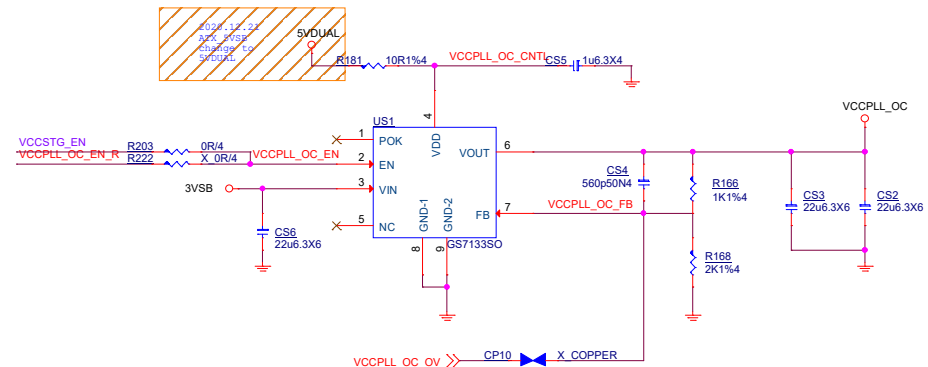 2020.12.21
ATX_5VSB
change to
5VDUAL
5VDUAL
R181 10R1%4 VCCPLL_OC_CNTL CS5 1u6.3X4
VCCPLL_OC
US1
4
VDD
1 POK
VCCSTG_EN R203 0R/4
VCCPLL_OC_EN_R R222 X_0R/4 VCCPLL_OC_EN 2 EN
VOUT 6
3VSB 3 VIN
CS4
560p50N4
R166
1K1%4
CS3
22u6.3X6
CS2
22u6.3X6
VCCPLL_OC_FB 7 FB
5 NC
CS6
22u6.3X6
GND-1 GND-2
8 9
GS7133SO
R168
2K1%4
VCCPLL_OC_OV CP10 X_COPPER